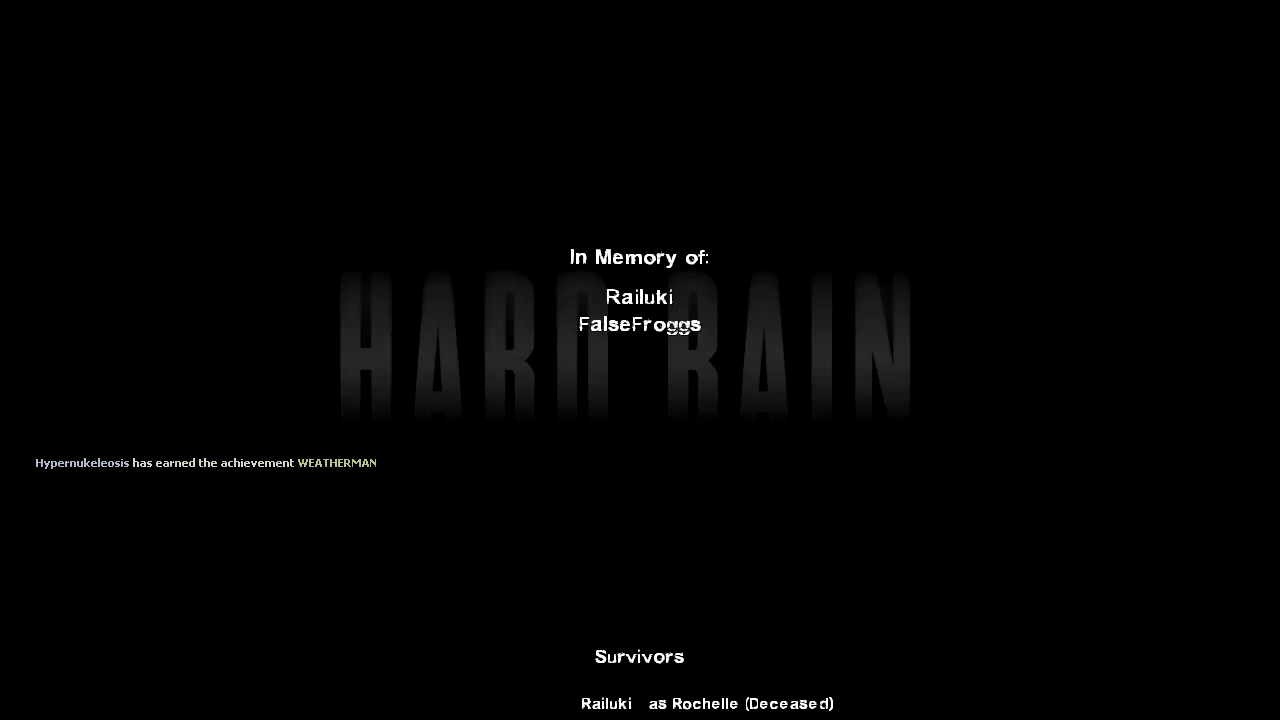 In Memory of:
HARD RAIN
Railuki
FalseFroggs
Hypernukeleosis has earned the achievement WEATHERMAN
Survivors
Railuki as Rochelle (Deceased)